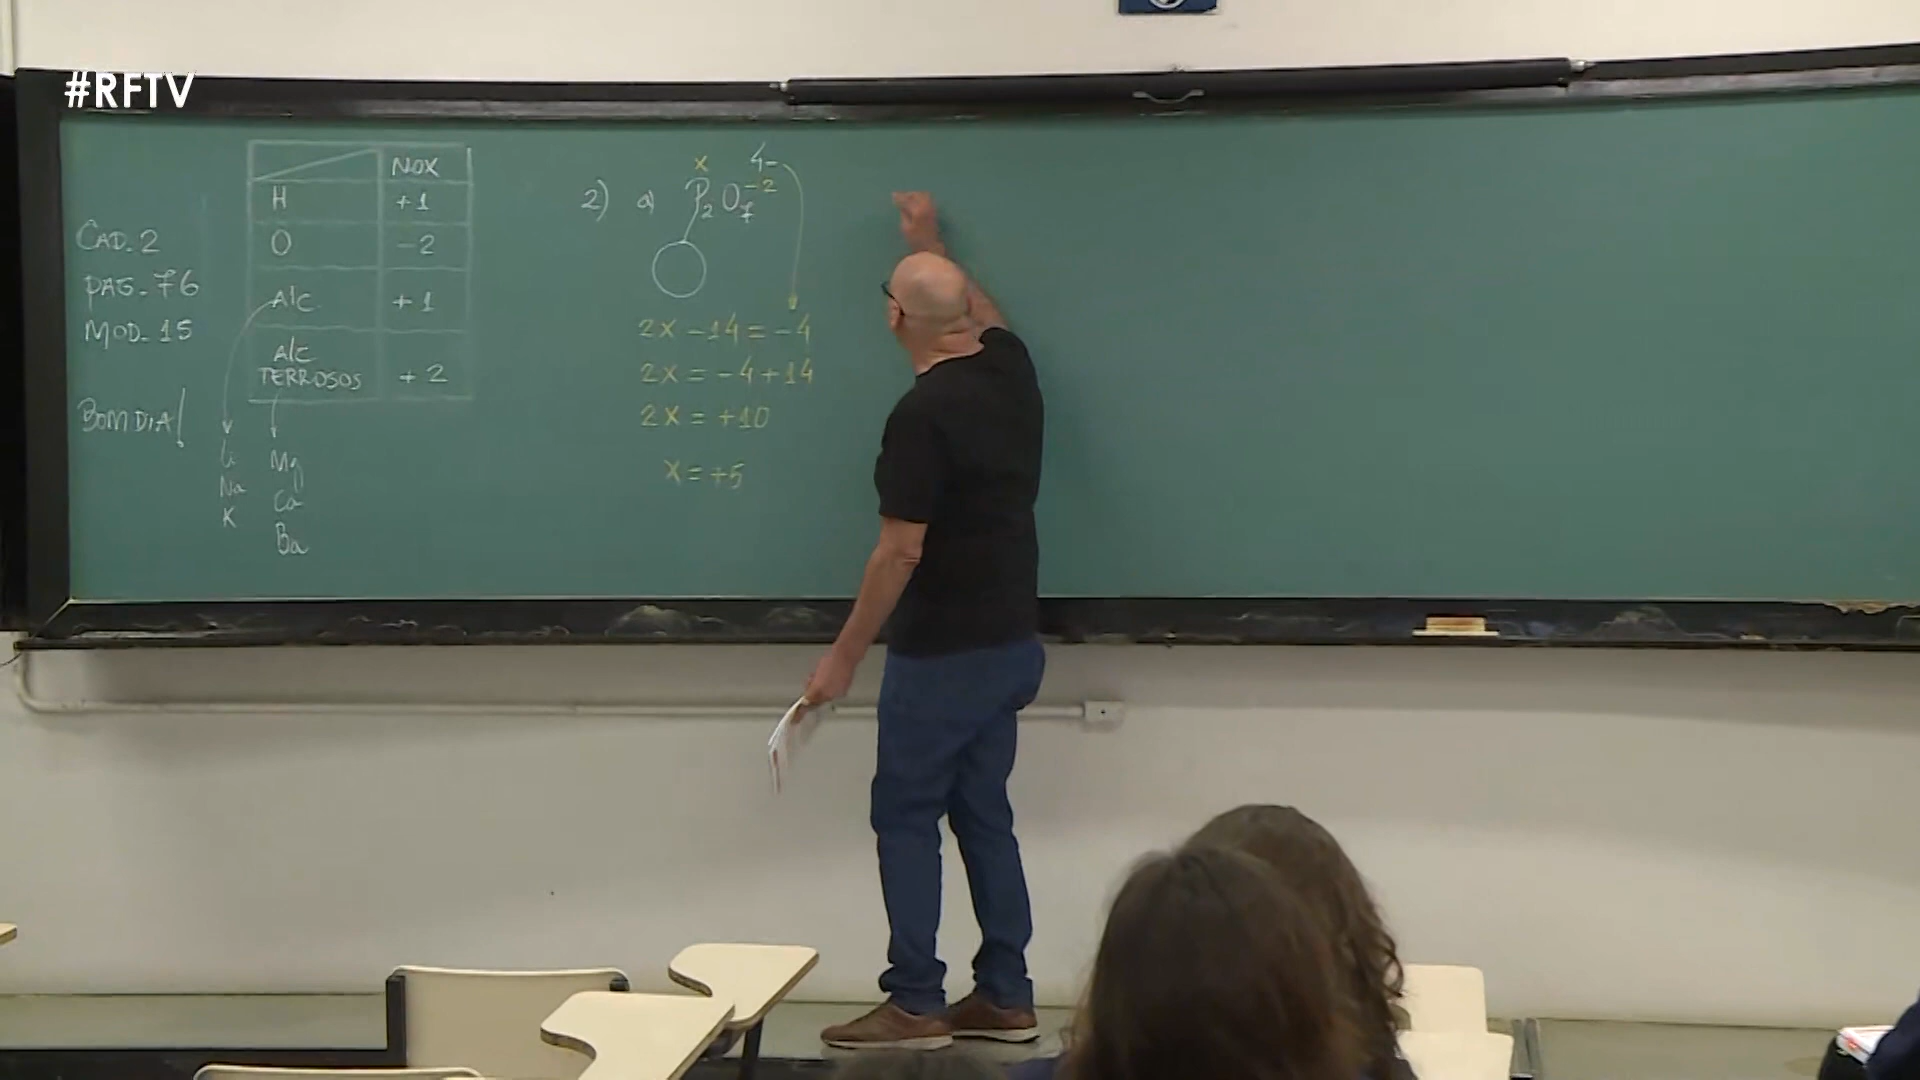 #RFTV
CAD. 2
PAG. 76
MOD. 15
BOM DIA!
NOX
H +1
O -2
Alc +1
Alc
TERROSOS +2
Li Mg
Na Ca
K Ba
x 4-
2) a) P₂O₇ -2
2x - 14 = -4
2x = -4 + 14
2x = +10
x = +5